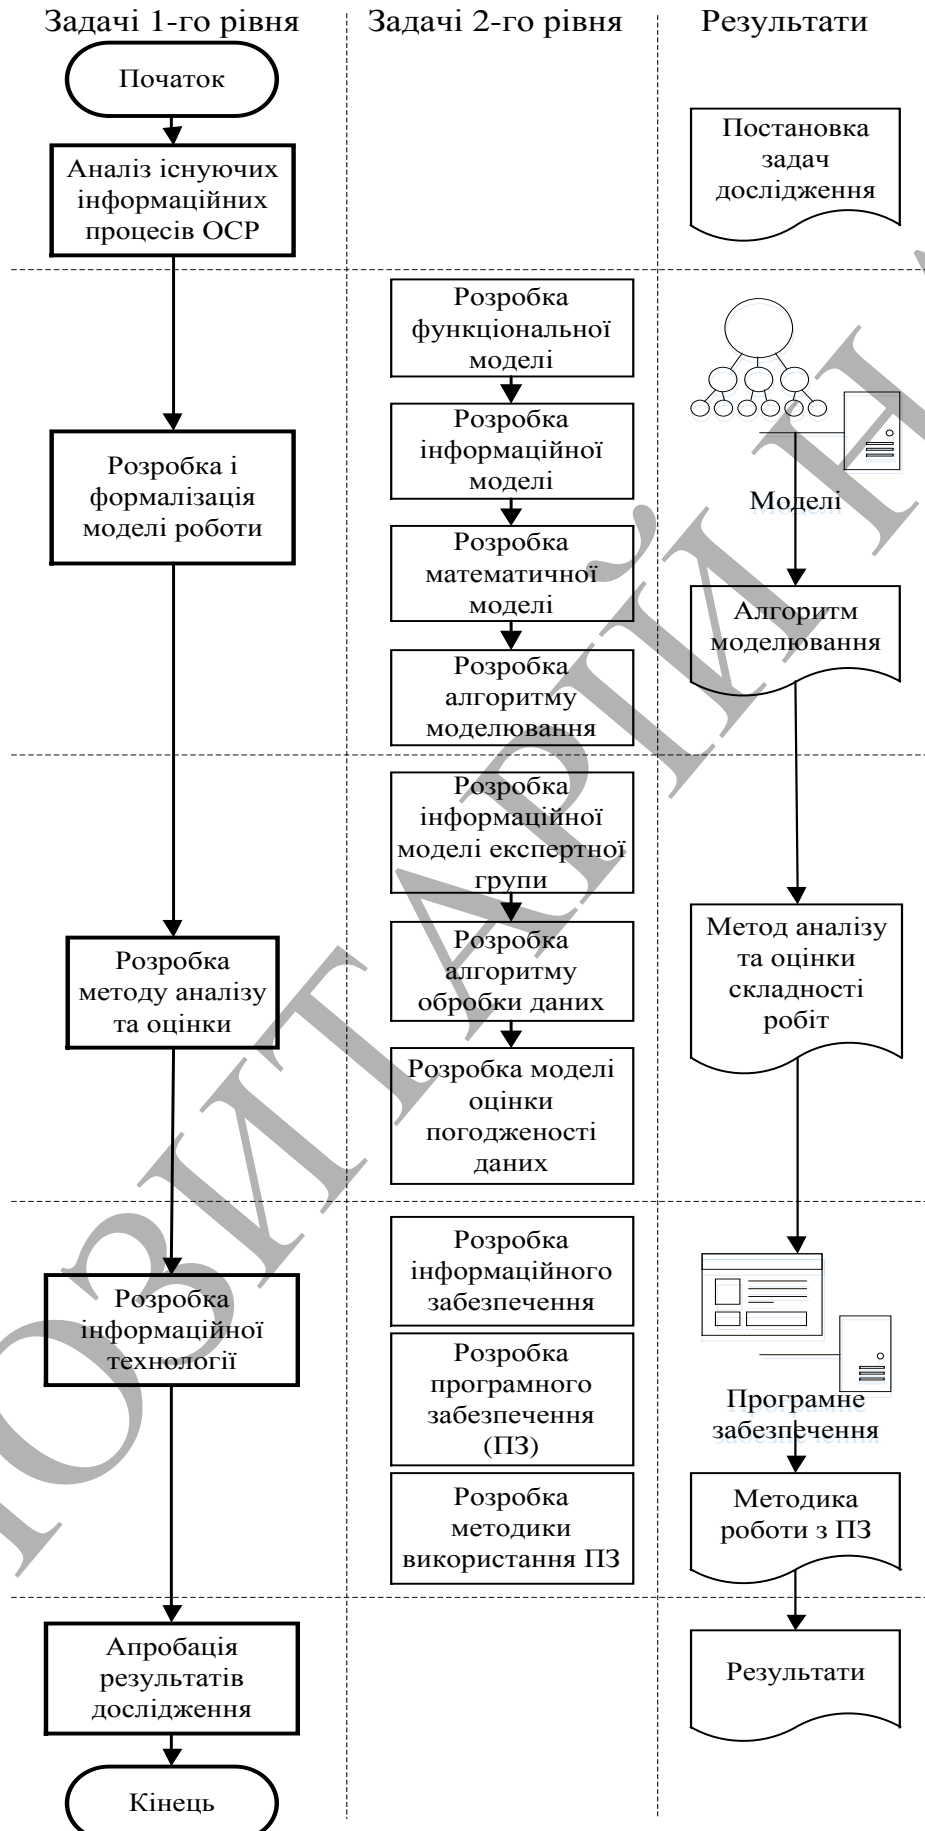 Задачі 1-го рівня
Задачі 2-го рівня
Результати
Початок
Аналіз існуючих
інформаційних
процесів ОСР
Постановка
задач
дослідження
Розробка і
формалізація
моделі роботи
Розробка
функціональної
моделі
Розробка
інформаційної
моделі
Розробка
математичної
моделі
Розробка
алгоритму
моделювання
Моделі
Алгоритм
моделювання
Розробка
методу аналізу
та оцінки
Розробка
інформаційної
моделі експертної
групи
Розробка
алгоритму
обробки даних
Розробка моделі
оцінки
погодженості
даних
Метод аналізу
та оцінки
складності
робіт
Розробка
інформаційної
технології
Розробка
інформаційного
забезпечення
Розробка
програмного
забезпечення
(ПЗ)
Розробка
методики
використання ПЗ
Програмне
забезпечення
Методика
роботи з ПЗ
Апробація
результатів
дослідження
Результати
Кінець